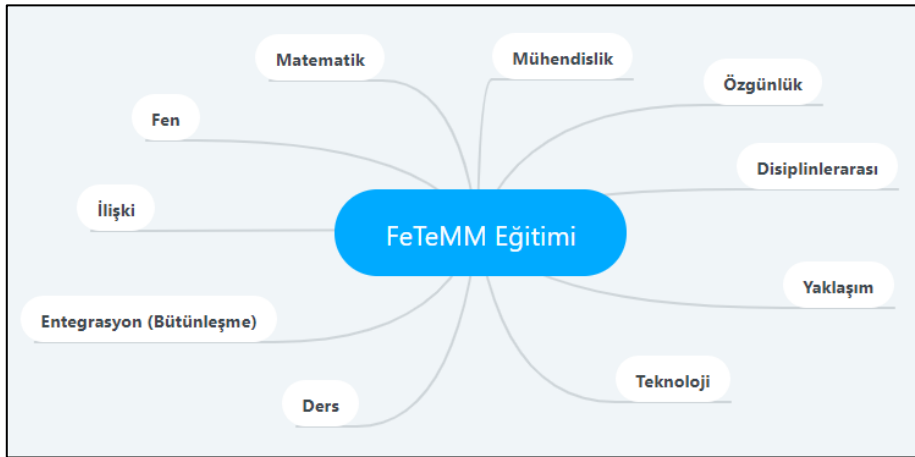 Matematik
Mühendislik
Özgünlük
Fen
Disiplinlerarası
İlişki
FeTeMM Eğitimi
Yaklaşım
Entegrasyon (Bütünleşme)
Teknoloji
Ders